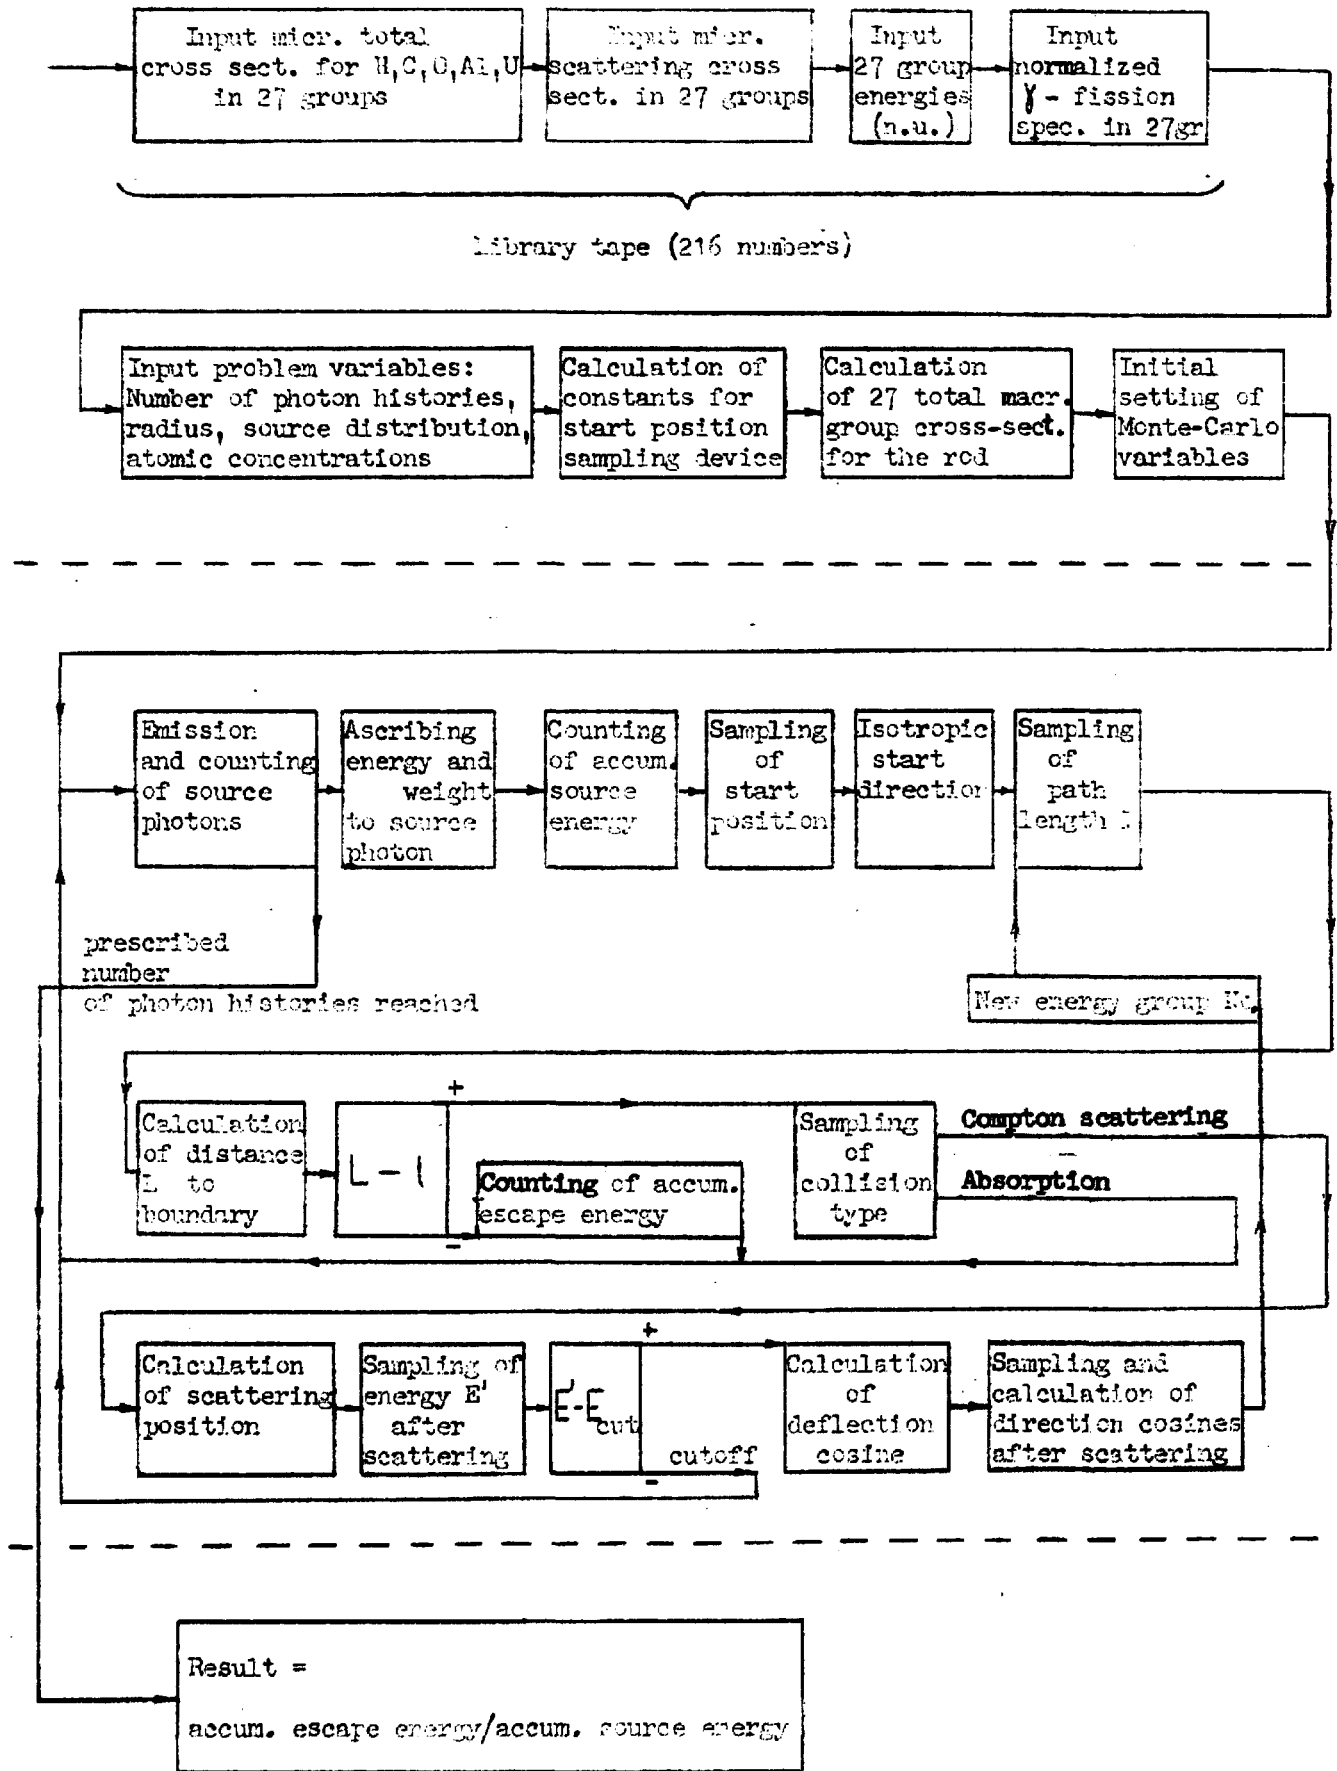 Input micr. total
cross sect. for H,C,O,Al,U
in 27 groups
Input micr.
scattering cross
sect. in 27 groups
Input
27 group
energies
(n.u.)
Input
normalized
γ - fission
spec. in 27gr
Library tape (216 numbers)
Input problem variables:
Number of photon histories,
radius, source distribution,
atomic concentrations
Calculation of
constants for
start position
sampling device
Calculation
of 27 total macr.
group cross-sect.
for the rod
Initial
setting of
Monte-Carlo
variables
Emission
and counting
of source
photons
Ascribing
energy and
weight
to source
photon
Counting
of accum.
source
energy
Sampling
of
start
position
Isotropic
start
direction
Sampling
of
path
length l
prescribed
number
of photon histories reached
New energy group No.
Calculation
of distance
L to
boundary
L - l
+
-
Counting of accum.
escape energy
Sampling
of
collision
type
Compton scattering
Absorption
Calculation
of scattering
position
Sampling of
energy E'
after
scattering
E'-E cut
+
cutoff
-
Calculation
of
deflection
cosine
Sampling and
calculation of
direction cosines
after scattering
Result =
accum. escape energy/accum. source energy